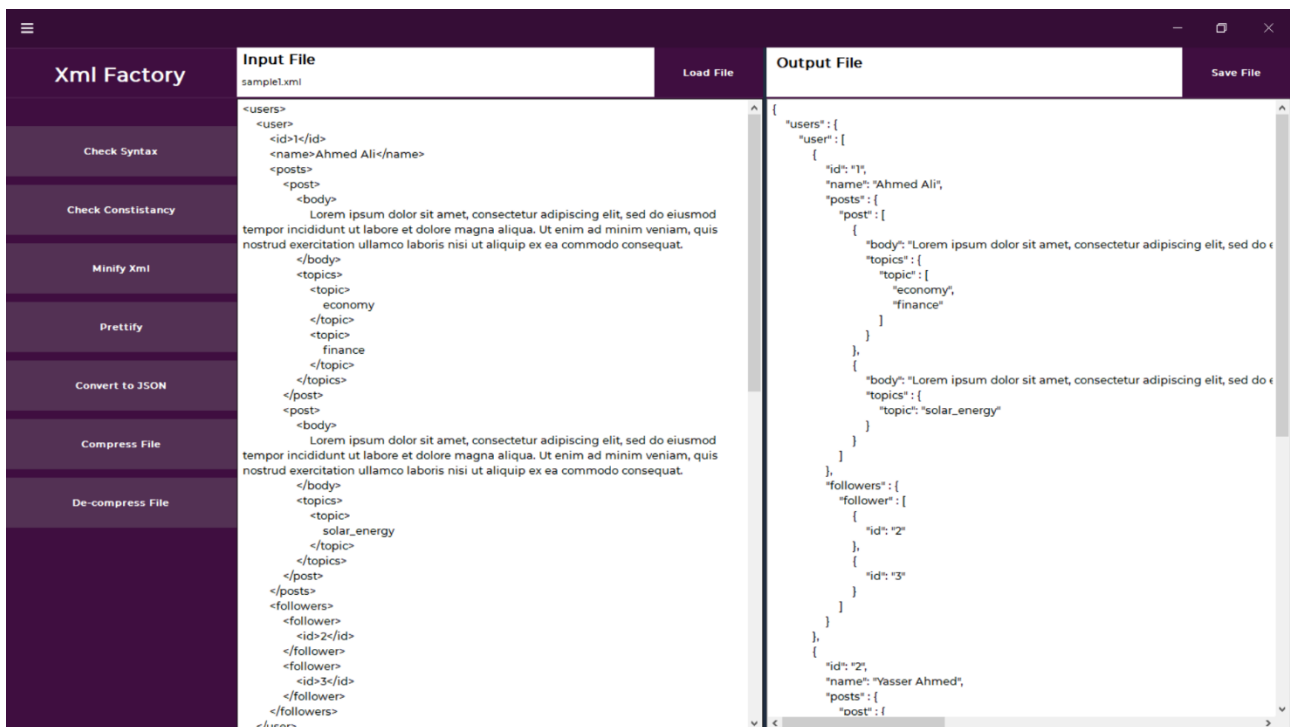 Xml Factory
Check Syntax
Check Constistancy
Minify Xml
Prettify
Convert to JSON
Compress File
De-compress File
Input File
sample1.xml
Load File
<users>
<user>
<id>1</id>
<name>Ahmed Ali</name>
<posts>
<post>
<body>
Lorem ipsum dolor sit amet, consectetur adipiscing elit, sed do eiusmod
tempor incididunt ut labore et dolore magna aliqua. Ut enim ad minim veniam, quis
nostrud exercitation ullamco laboris nisi ut aliquip ex ea commodo consequat.
</body>
<topics>
<topic>
economy
</topic>
<topic>
finance
</topic>
</topics>
</post>
<post>
<body>
Lorem ipsum dolor sit amet, consectetur adipiscing elit, sed do eiusmod
tempor incididunt ut labore et dolore magna aliqua. Ut enim ad minim veniam, quis
nostrud exercitation ullamco laboris nisi ut aliquip ex ea commodo consequat.
</body>
<topics>
<topic>
solar_energy
</topic>
</topics>
</post>
</posts>
<followers>
<follower>
<id>2</id>
</follower>
<follower>
<id>3</id>
</follower>
</followers>
</user>
Output File
Save File
{
"users" : {
"user" : [
{
"id": "1",
"name": "Ahmed Ali",
"posts" : {
"post" : [
{
"body": "Lorem ipsum dolor sit amet, consectetur adipiscing elit, sed do e
"topics" : {
"topic" : [
"economy",
"finance"
]
}
},
{
"body": "Lorem ipsum dolor sit amet, consectetur adipiscing elit, sed do e
"topics" : {
"topic": "solar_energy"
}
}
]
},
"followers" : {
"follower" : [
{
"id": "2"
},
{
"id": "3"
}
]
}
},
{
"id": "2",
"name": "Yasser Ahmed",
"posts" : {
"post" : {